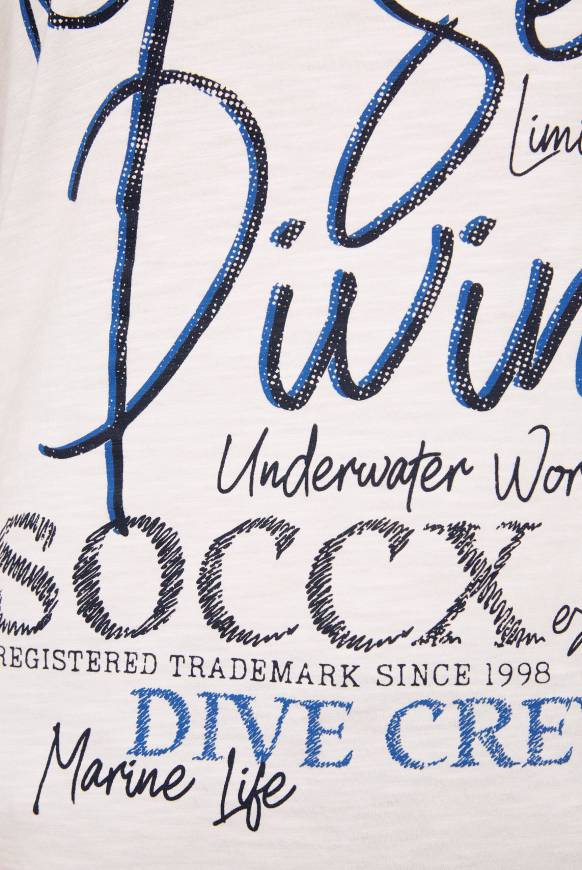 Limi
Divin
Underwater Wor
SOCCX
REGISTERED TRADEMARK SINCE 1998
DIVE CRE
Marine Life